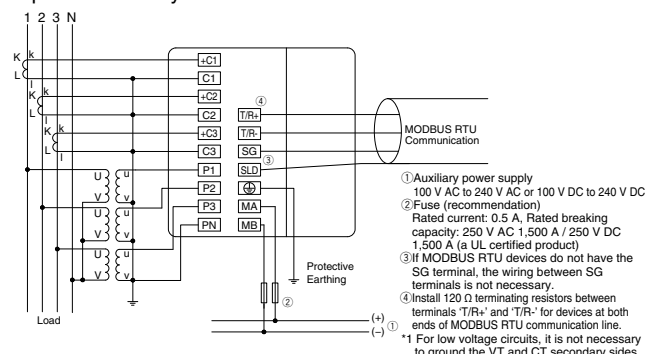 1 2 3 N
K k
L l
K k
L l
K k
L l
+C1
C1
+C2
C2
+C3
C3
P1
P2
P3
PN
④
T/R+
T/R-
SG
③
SLD
MA
MB
U u
V v
U u
V v
U u
V v
Load
MODBUS RTU
Communication
Protective
Earthing
②
(+)
(–) ①
①Auxiliary power supply
100 V AC to 240 V AC or 100 V DC to 240 V DC
②Fuse (recommendation)
Rated current: 0.5 A, Rated breaking
capacity: 250 V AC 1,500 A / 250 V DC
1,500 A (a UL certified product)
③If MODBUS RTU devices do not have the
SG terminal, the wiring between SG
terminals is not necessary.
④Install 120 Ω terminating resistors between
terminals 'T/R+' and 'T/R-' for devices at both
ends of MODBUS RTU communication line.
*1 For low voltage circuits, it is not necessary
to ground the VT and CT secondary sides